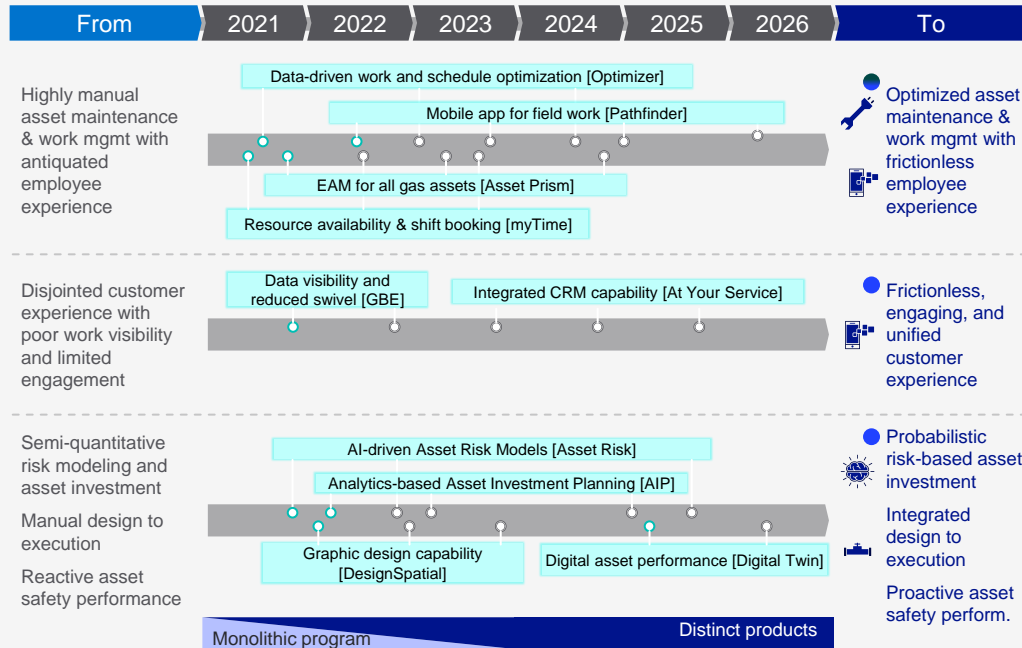 From
2021
2022
2023
2024
2025
2026
To
Highly manual
asset maintenance
& work mgmt with
antiquated
employee
experience
Data-driven work and schedule optimization [Optimizer]
Mobile app for field work [Pathfinder]
EAM for all gas assets [Asset Prism]
Resource availability & shift booking [myTime]
Optimized asset
maintenance &
work mgmt with
frictionless
employee
experience
Disjointed customer
experience with
poor work visibility
and limited
engagement
Data visibility and
reduced swivel [GBE]
Integrated CRM capability [At Your Service]
Frictionless,
engaging, and
unified
customer
experience
Semi-quantitative
risk modeling and
asset investment
Manual design to
execution
Reactive asset
safety performance
AI-driven Asset Risk Models [Asset Risk]
Analytics-based Asset Investment Planning [AIP]
Graphic design capability
[DesignSpatial]
Digital asset performance [Digital Twin]
Probabilistic
risk-based asset
investment
Integrated
design to
execution
Proactive asset
safety perform.
Monolithic program
Distinct products